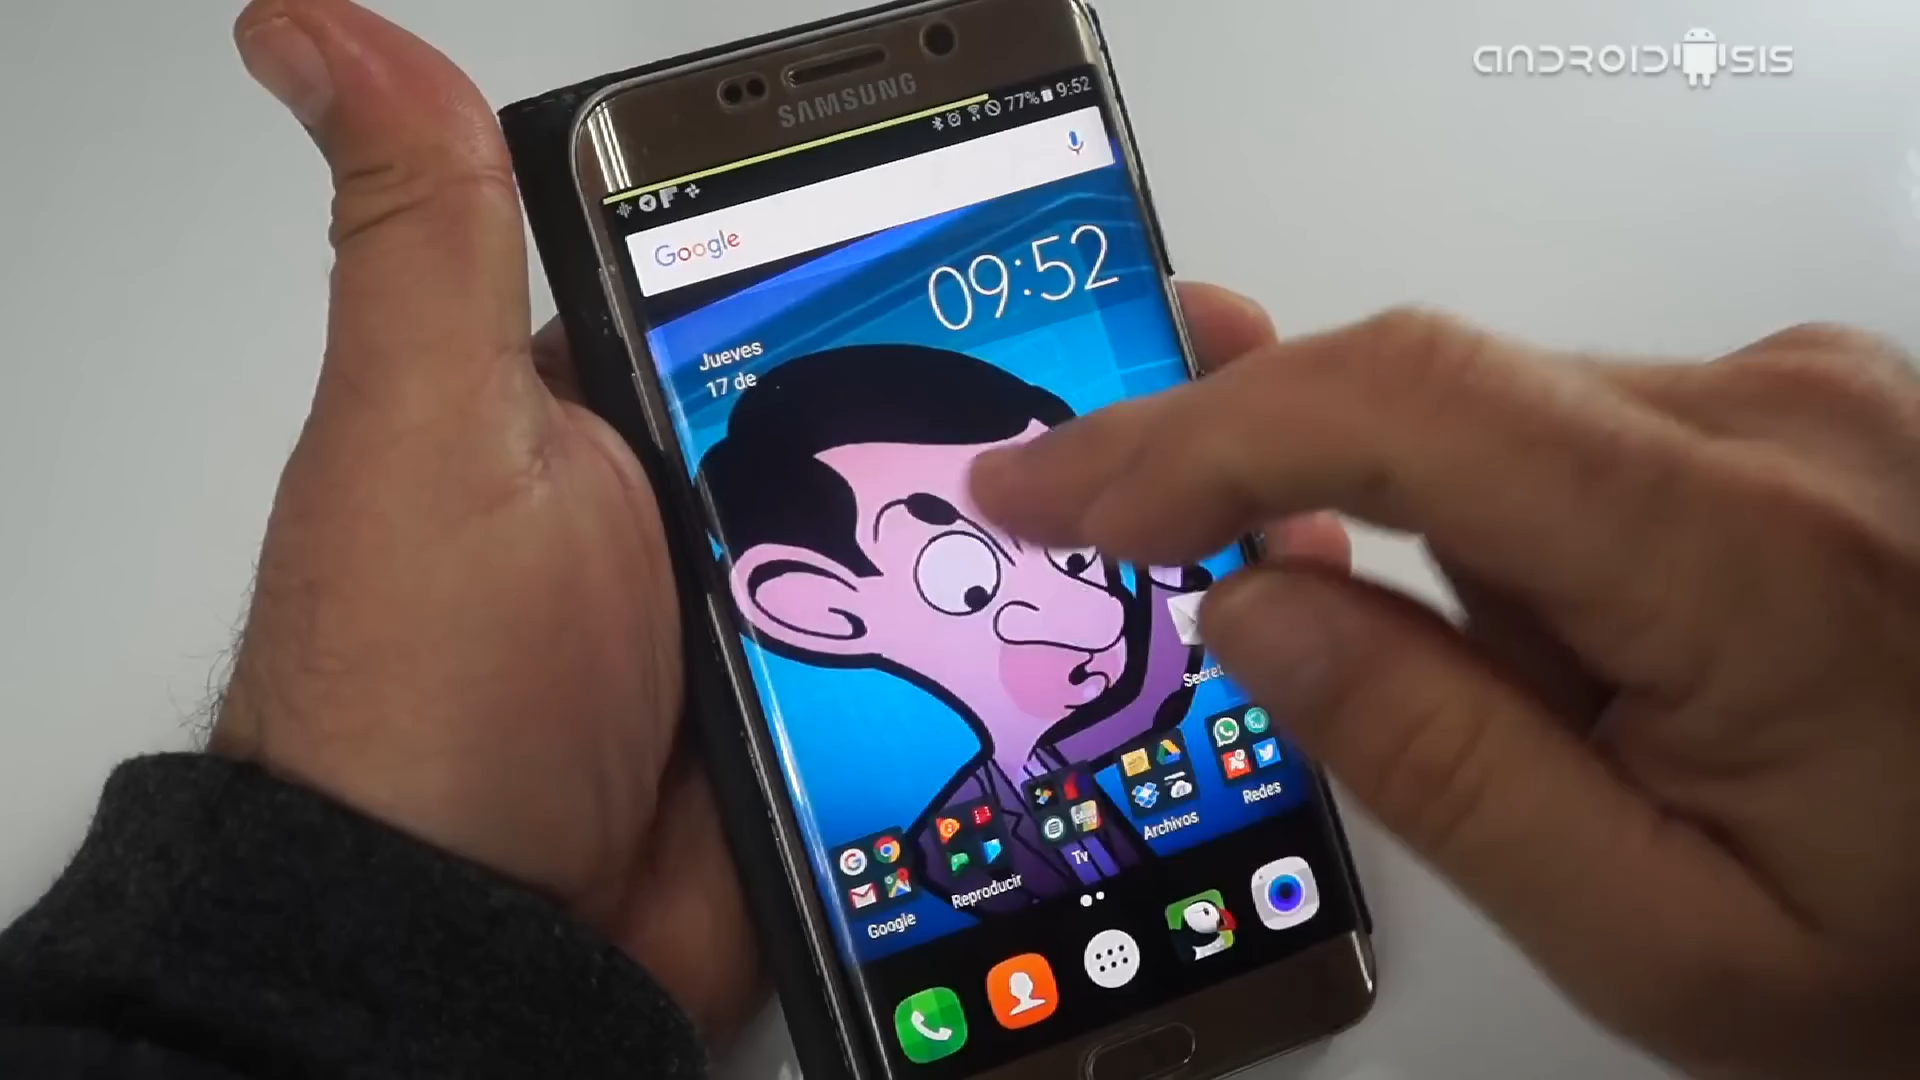 ANDROIDSIS
SAMSUNG
77% 9:52
Google
09:52
Jueves
17 de
Secret
Redes
Archivos
Tv
Reproducir
Google